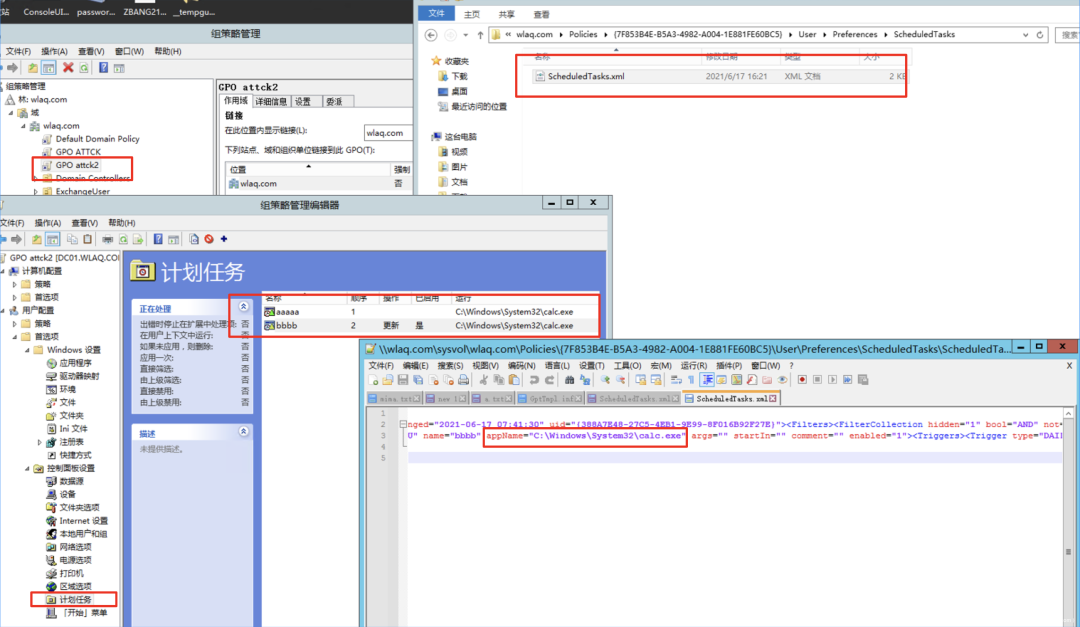 站 ConsoleUI... passwor... ZBANG21... __tempgu...
组策略管理
文件(F) 操作(A) 查看(V) 窗口(W) 帮助(H)
组策略管理
林: wlaq.com
域
wlaq.com
Default Domain Policy
GPO ATTCK
GPO attck2
Domain Controllers
ExchangeUser
GPO attck2
作用域 详细信息 设置 委派
链接
在此位置内显示链接(L): wlaq.com
下列站点、域和组织单位链接到此 GPO(T):
位置 强制
wlaq.com 否
文件 主页 共享 查看
« wlaq.com ▸ Policies ▸ {7F853B4E-B5A3-4982-A004-1E881FE60BC5} ▸ User ▸ Preferences ▸ ScheduledTasks
搜索
名称 修改日期 类型 大小
ScheduledTasks.xml 2021/6/17 16:21 XML 文档 2 KB
收藏夹
下载
桌面
最近访问的位置
这台电脑
视频
图片
文档
组策略管理编辑器
文件(F) 操作(A) 查看(V) 帮助(H)
GPO attck2 [DC01.WLAQ.CO
计算机配置
策略
首选项
用户配置
策略
首选项
Windows 设置
应用程序
驱动器映射
环境
文件
文件夹
Ini 文件
注册表
快捷方式
控制面板设置
数据源
设备
文件夹选项
Internet 设置
本地用户和组
网络选项
电源选项
打印机
区域选项
计划任务
「开始」菜单
计划任务
正在处理
出错时停止在扩展中处理项: 否
在用户上下文中运行: 否
如果未应用，则删除: 否
应用一次: 否
直接筛选: 否
由上级筛选: 否
直接禁用: 否
由上级禁用: 否
描述
未提供描述。
名称 顺序 操作 已启用 运行
aaaaa 1 C:\Windows\System32\calc.exe
bbbb 2 更新 是 C:\Windows\System32\calc.exe
\\wlaq.com\sysvol\wlaq.com\Policies\{7F853B4E-B5A3-4982-A004-1E881FE60BC5}\User\Preferences\ScheduledTasks\ScheduledTa...
文件(F) 编辑(E) 搜索(S) 视图(V) 编码(N) 语言(L) 设置(T) 工具(O) 宏(M) 运行(R) 插件(P) 窗口(W) ? X
new 1 a.txt GptTmpl.inf ScheduledTasks.xml ScheduledTasks.xml
1
2 nged="2021-06-17 07:41:30" uid="{388A7E48-27C5-4EB1-9E99-8F016B92F27E}"><Filters><FilterCollection hidden="1" bool="AND" not=
3 U" name="bbbb" appName="C:\Windows\System32\calc.exe" args="" startIn="" comment="" enabled="1"><Triggers><Trigger type="DAI
4
5